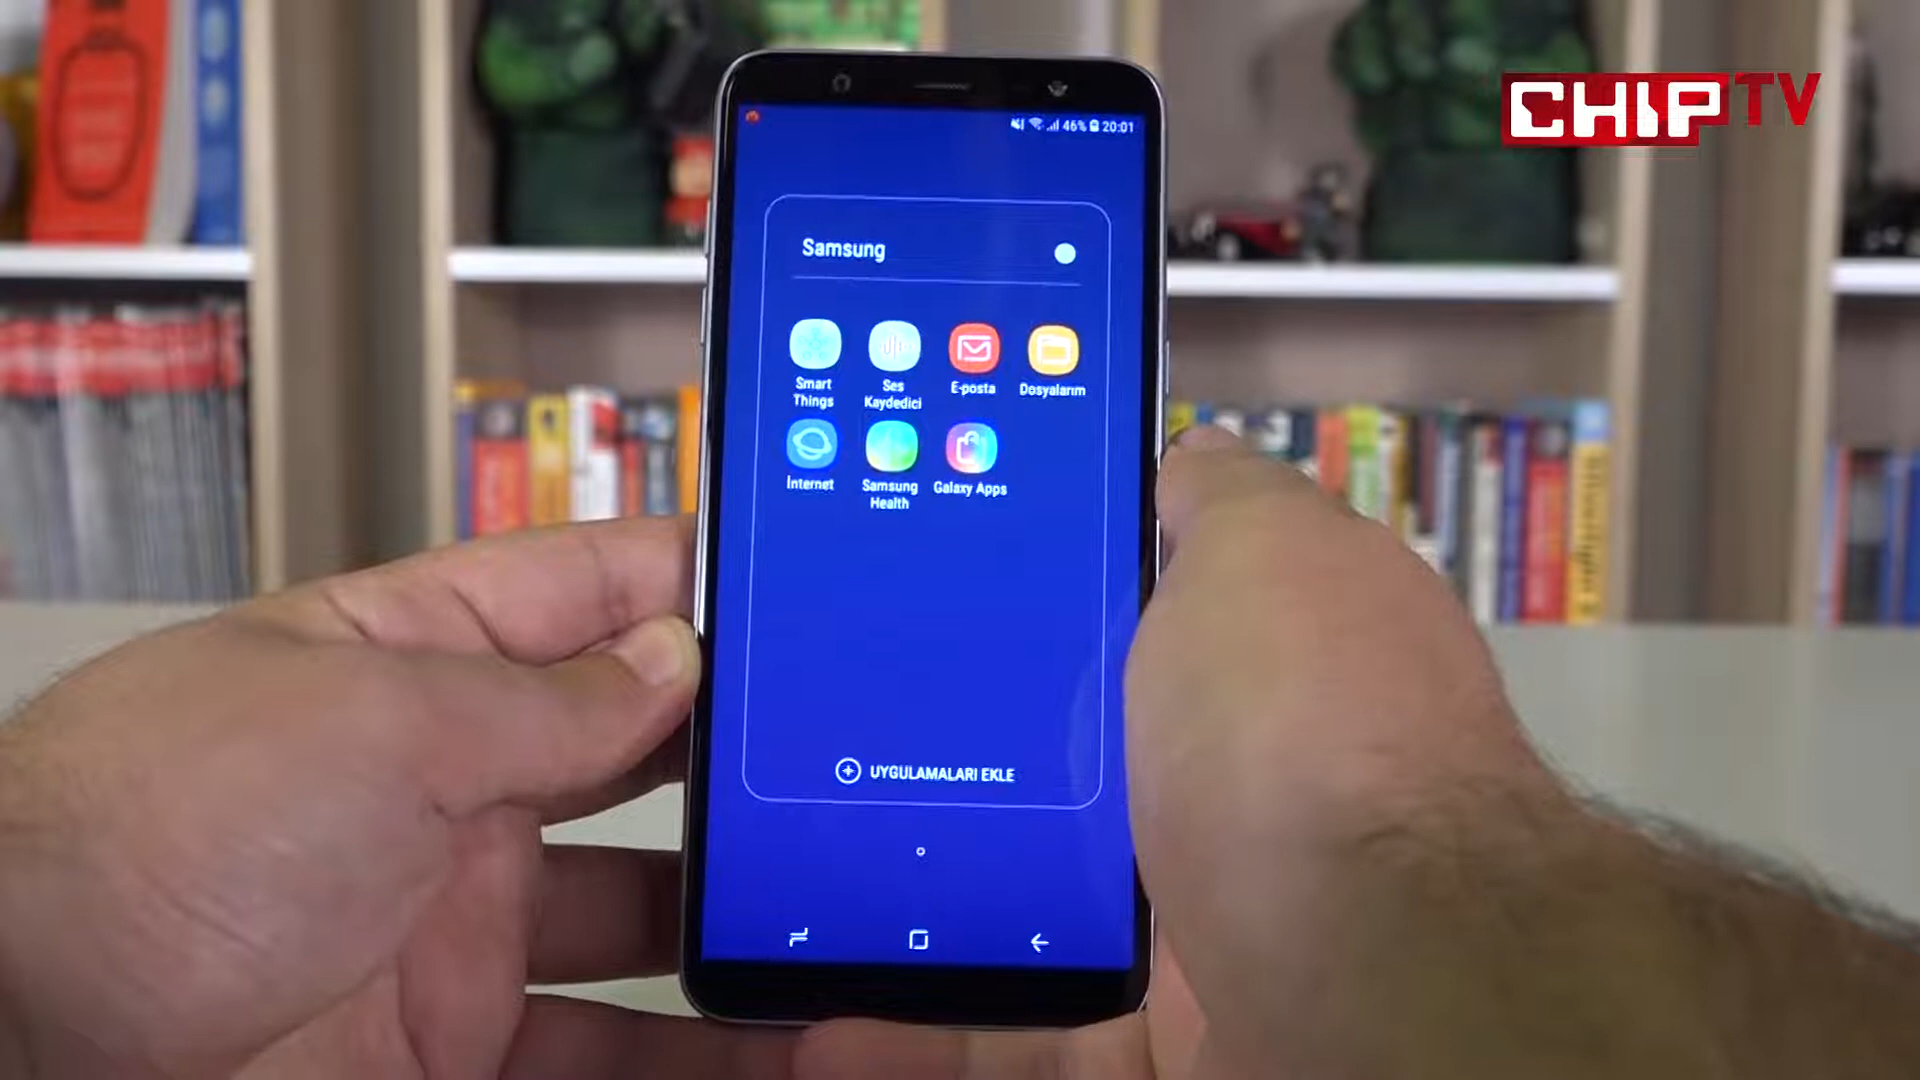 CHIP TV
46% 20:01
Samsung
Smart
Things
Ses
Kaydedici
E-posta
Dosyalarım
İnternet
Samsung
Health
Galaxy Apps
UYGULAMALARI EKLE